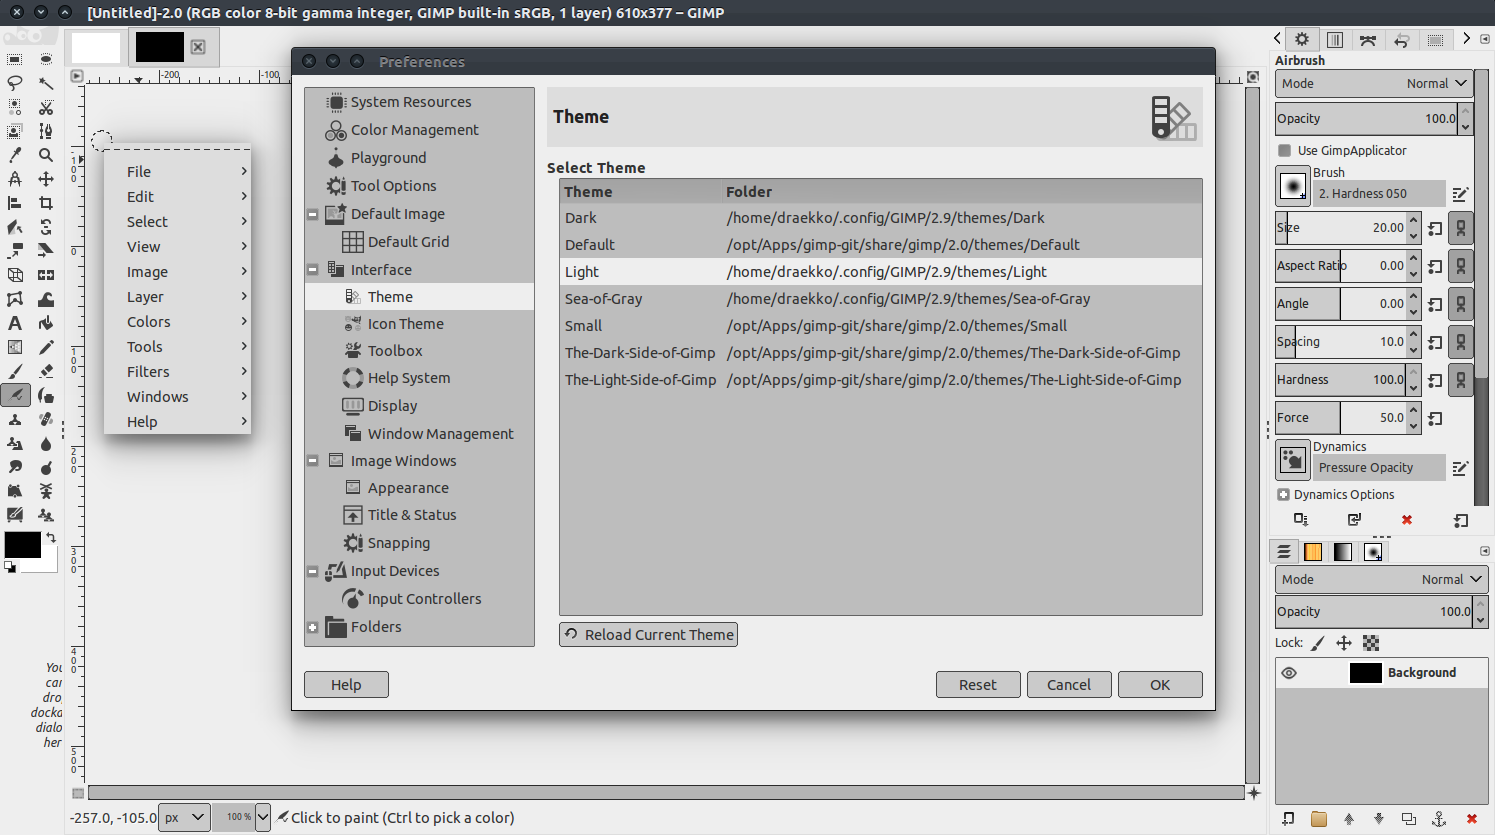 [Untitled]-2.0 (RGB color 8-bit gamma integer, GIMP built-in sRGB, 1 layer) 610x377 – GIMP
-200
-100
-100
0
100
200
300
400
500
You
can
drop
docka
dialo
her
File
Edit
Select
View
Image
Layer
Colors
Tools
Filters
Windows
Help
Preferences
System Resources
Color Management
Playground
Tool Options
Default Image
Default Grid
Interface
Theme
Icon Theme
Toolbox
Help System
Display
Window Management
Image Windows
Appearance
Title & Status
Snapping
Input Devices
Input Controllers
Folders
Theme
Select Theme
Theme Folder
Dark /home/draekko/.config/GIMP/2.9/themes/Dark
Default /opt/Apps/gimp-git/share/gimp/2.0/themes/Default
Light /home/draekko/.config/GIMP/2.9/themes/Light
Sea-of-Gray /home/draekko/.config/GIMP/2.9/themes/Sea-of-Gray
Small /opt/Apps/gimp-git/share/gimp/2.0/themes/Small
The-Dark-Side-of-Gimp /opt/Apps/gimp-git/share/gimp/2.0/themes/The-Dark-Side-of-Gimp
The-Light-Side-of-Gimp /opt/Apps/gimp-git/share/gimp/2.0/themes/The-Light-Side-of-Gimp
Reload Current Theme
Help Reset Cancel OK
Airbrush
Mode Normal
Opacity 100.0
Use GimpApplicator
Brush
2. Hardness 050
Size 20.00
Aspect Ratio 0.00
Angle 0.00
Spacing 10.0
Hardness 100.0
Force 50.0
Dynamics
Pressure Opacity
Dynamics Options
Mode Normal
Opacity 100.0
Lock:
Background
-257.0, -105.0 px 100 % Click to paint (Ctrl to pick a color)